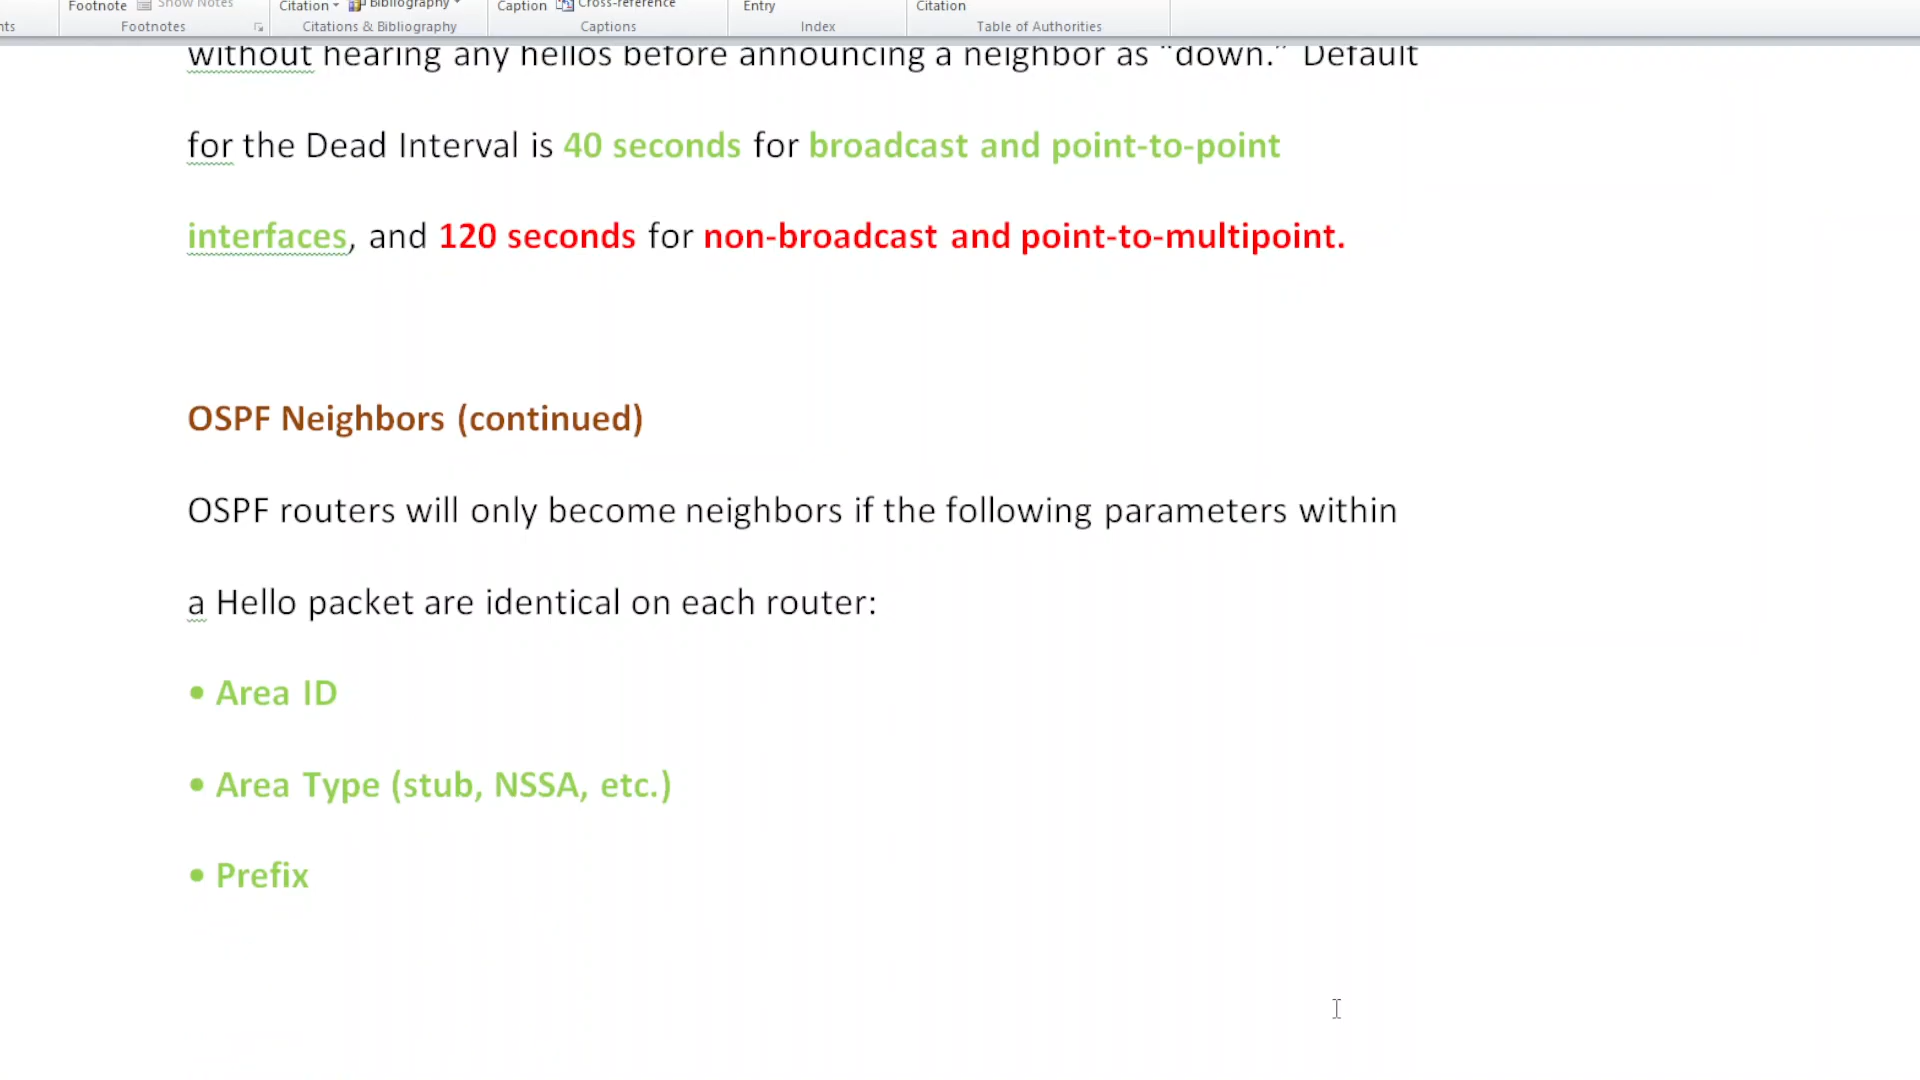 Footnote Show Notes Citation Bibliography Caption Cross-reference Entry Citation
nts Footnotes Citations & Bibliography Captions Index Table of Authorities
without hearing any hellos before announcing a neighbor as “down.” Default
for the Dead Interval is 40 seconds for broadcast and point-to-point
interfaces, and 120 seconds for non-broadcast and point-to-multipoint.
OSPF Neighbors (continued)
OSPF routers will only become neighbors if the following parameters within
a Hello packet are identical on each router:
• Area ID
• Area Type (stub, NSSA, etc.)
• Prefix